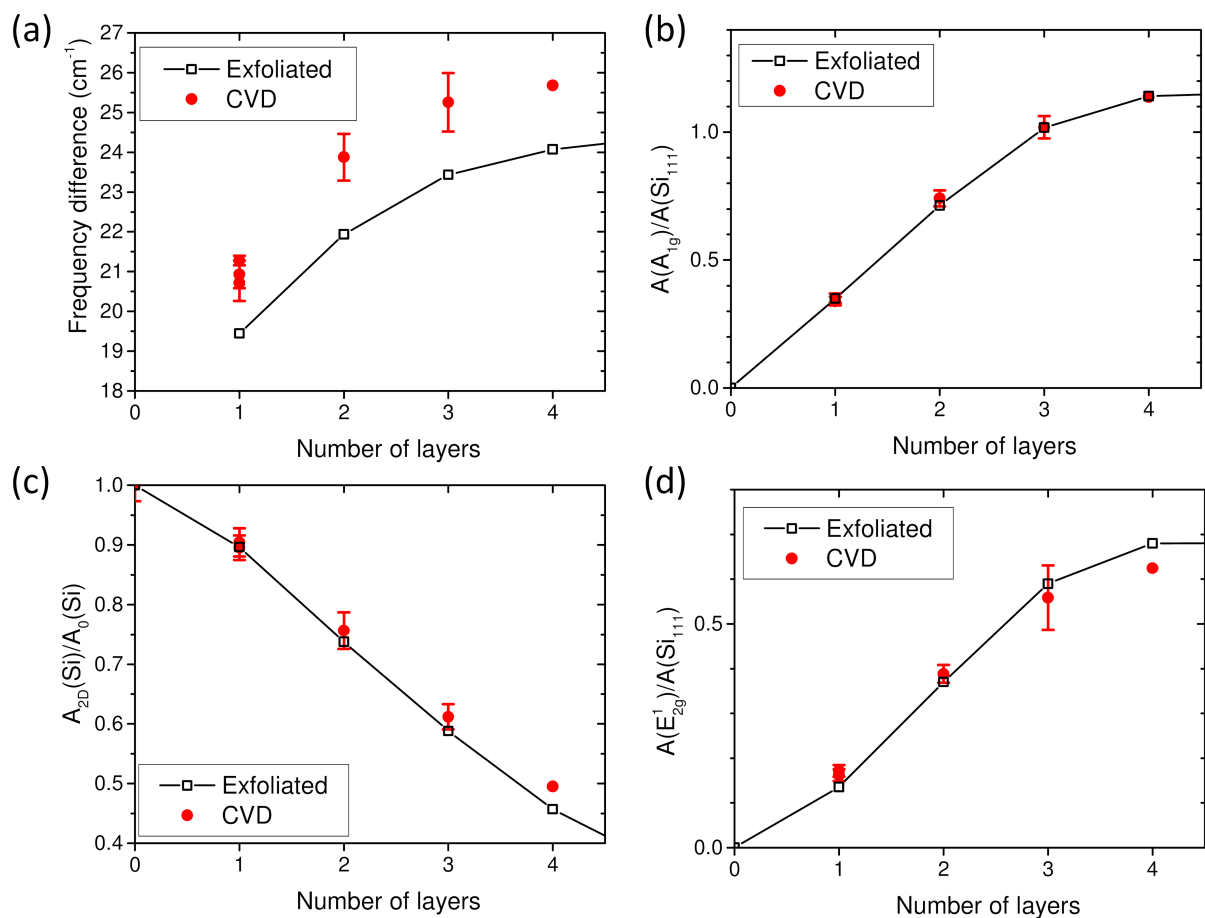 (a)
Frequency difference (cm⁻¹)
27
26
25
24
23
22
21
20
19
18
Exfoliated
CVD
0 1 2 3 4
Number of layers
(b)
A(A₁g)/A(Si₁₁₁)
1.0
0.5
0.0
Exfoliated
CVD
0 1 2 3 4
Number of layers
(c)
A₂D(Si)/A₀(Si)
1.0
0.9
0.8
0.7
0.6
0.5
0.4
Exfoliated
CVD
0 1 2 3 4
Number of layers
(d)
A(E¹₂g)/A(Si₁₁₁)
0.5
0.0
Exfoliated
CVD
0 1 2 3 4
Number of layers